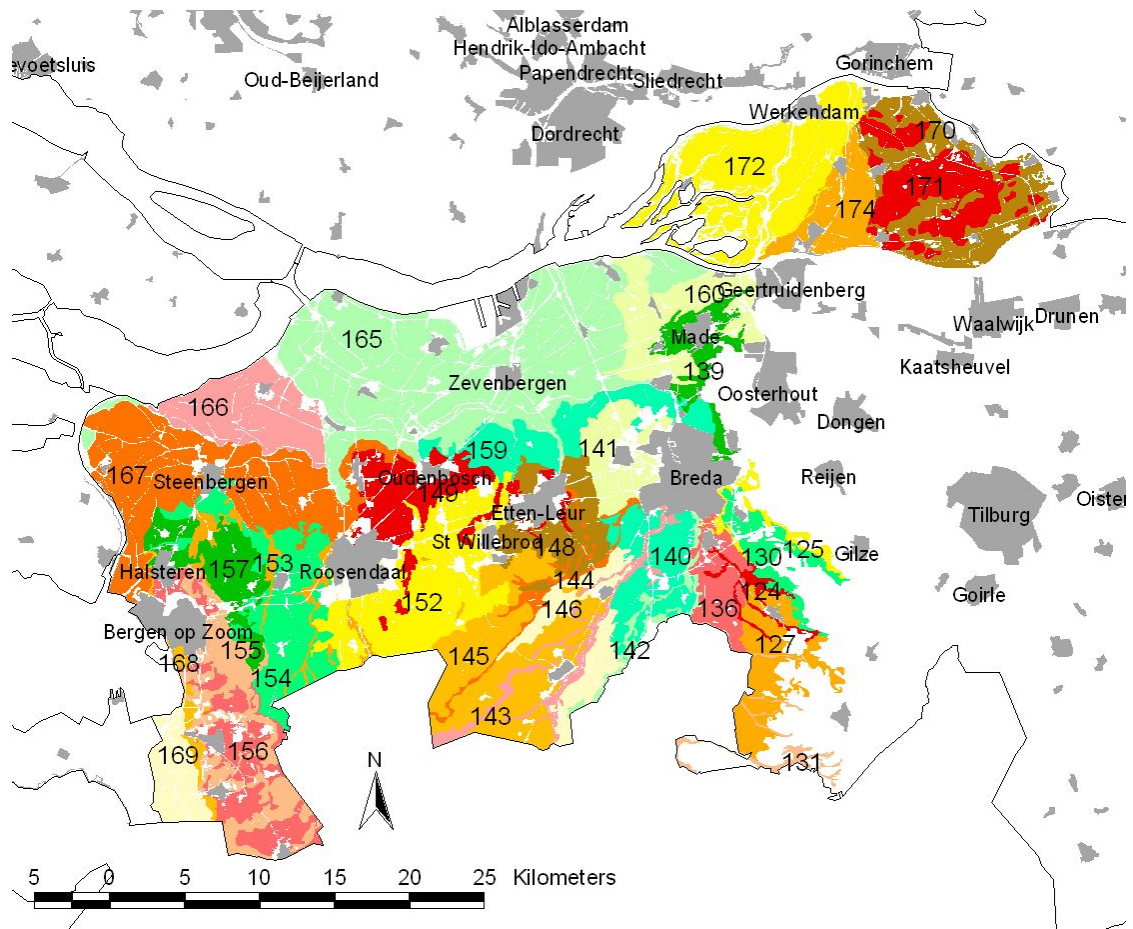 Alblasserdam
Hendrik-Ido-Ambacht
evoetsluis
Oud-Beijerland
Papendrecht
Sliedrecht
Gorinchem
Werkendam
Dordrecht
170
172
171
174
160
Geertruidenberg
165
Made
Waalwijk
Drunen
Zevenbergen
139
Kaatsheuvel
166
Oosterhout
Dongen
159
141
167
Steenbergen
Oudenbosch
149
Breda
Reijen
Oister
Etten-Leur
Tilburg
St Willebro
148
140
130
125
Gilze
Halsteren
157
153
Roosendaal
144
124
Goirle
152
146
136
Bergen op Zoom
127
155
142
168
154
145
143
169
156
131
N
5 0 5 10 15 20 25 Kilometers